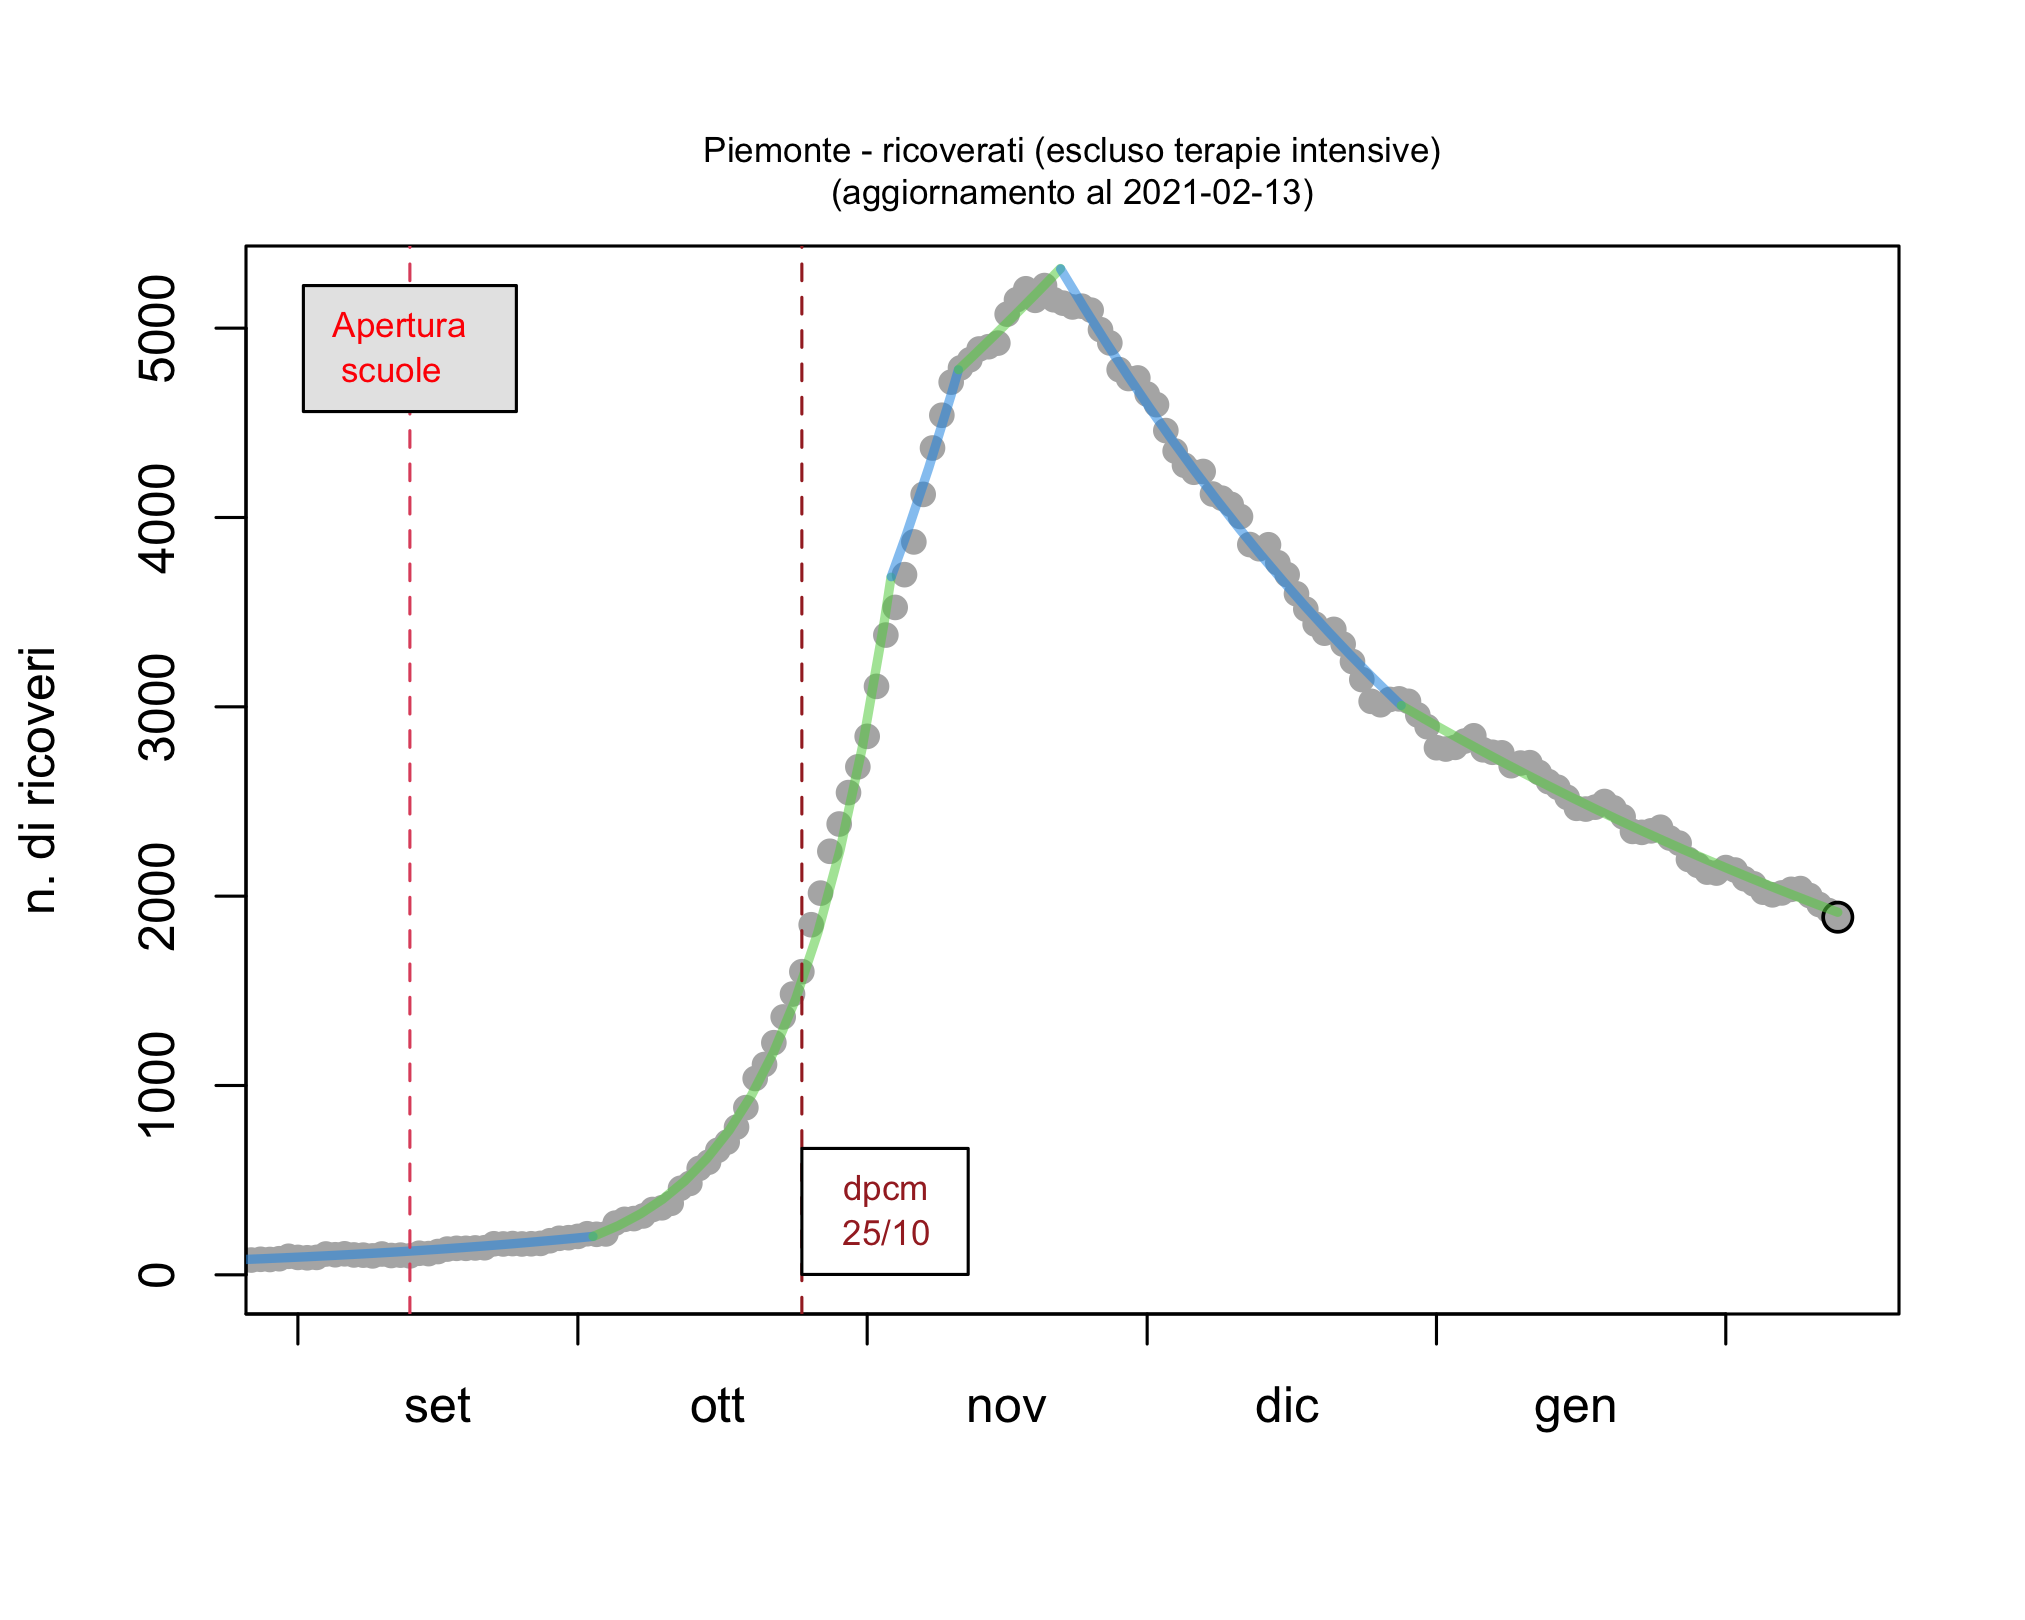 Piemonte - ricoverati (escluso terapie intensive)
(aggiornamento al 2021-02-13)
Apertura
scuole
dpcm
25/10
n. di ricoveri
5000
4000
3000
2000
1000
0
set ott nov dic gen